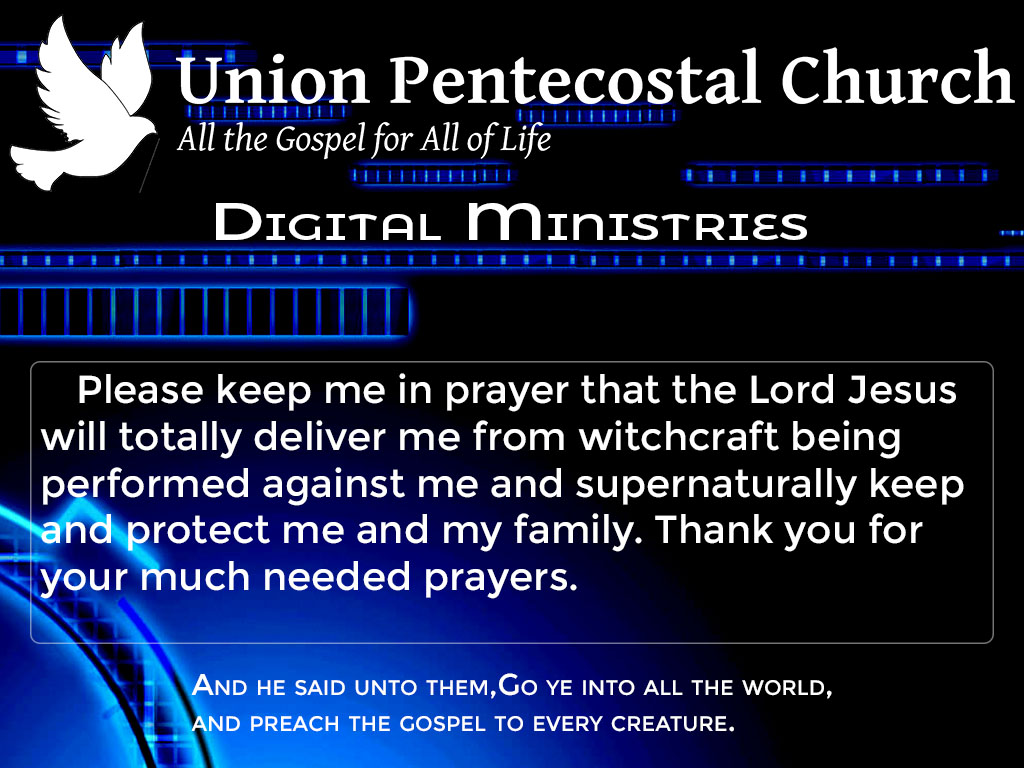 Union Pentecostal Church
All the Gospel for All of Life
Digital Ministries
Please keep me in prayer that the Lord Jesus
will totally deliver me from witchcraft being
performed against me and supernaturally keep
and protect me and my family. Thank you for
your much needed prayers.
And he said unto them,Go ye into all the world,
and preach the gospel to every creature.